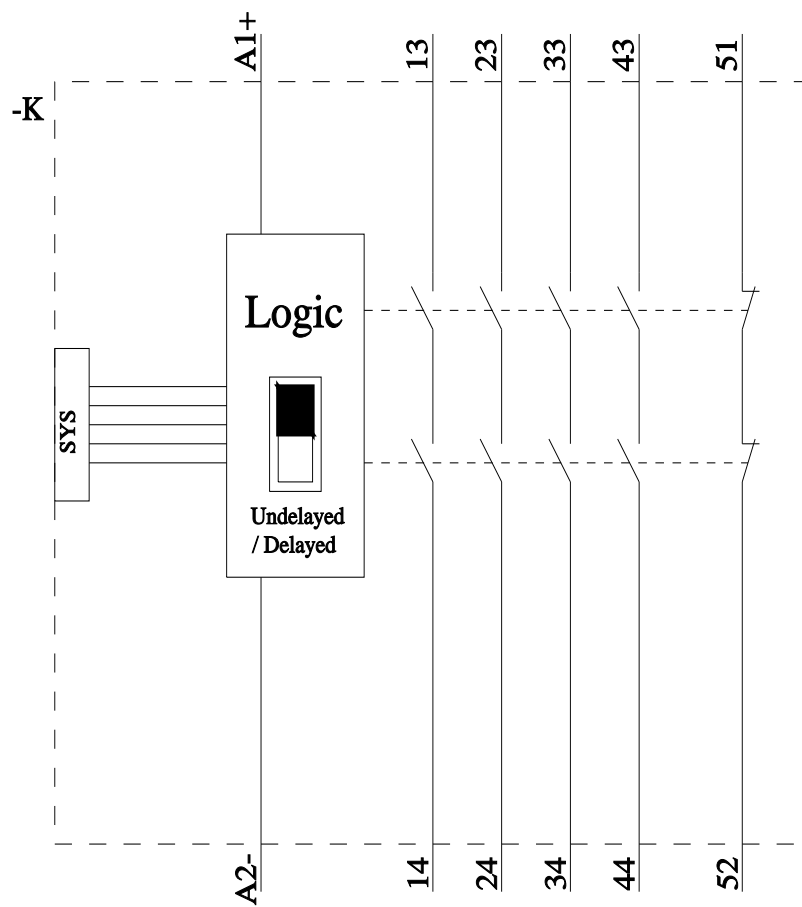 A1+
13
23
33
43
51
-K
Logic
SYS
Undelayed
/ Delayed
A2-
14
24
34
44
52